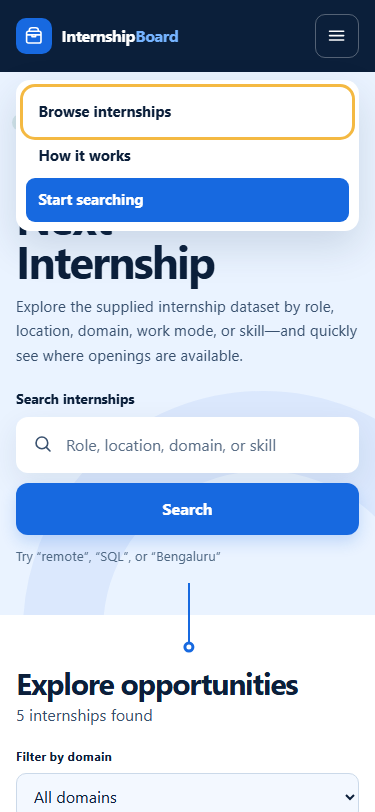 InternshipBoard
Browse internships
How it works
Start searching
Next
Internship
Explore the supplied internship dataset by role,
location, domain, work mode, or skill—and quickly
see where openings are available.
Search internships
Role, location, domain, or skill
Search
Try “remote”, “SQL”, or “Bengaluru”
Explore opportunities
5 internships found
Filter by domain
All domains